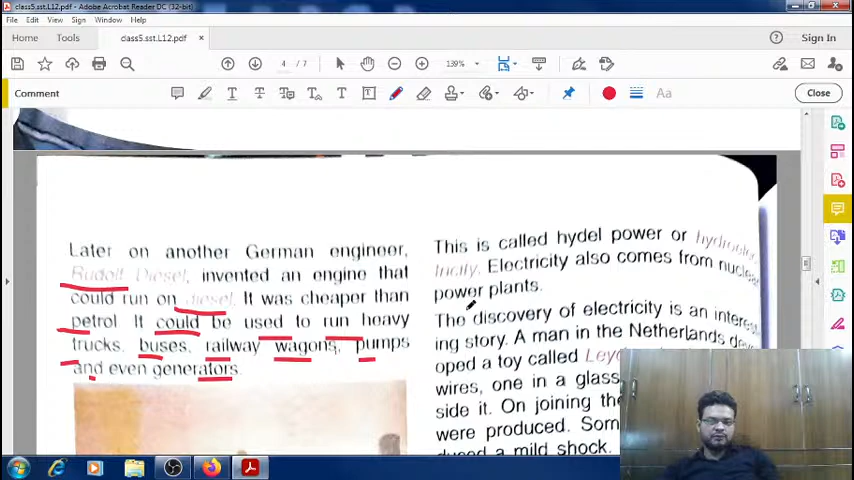 class5.sst.L12.pdf - Adobe Acrobat Reader DC (32-bit)
File Edit View Sign Window Help
Home Tools class5.sst.L12.pdf × Sign In
4 / 7 139%
Comment Aa Close
Later on another German engineer,
Rudolf Diesel, invented an engine that
could run on diesel. It was cheaper than
petrol It could be used to run heavy
trucks, buses, railway wagons, pumps
and even generators.
This is called hydel power or hydroelec-
tricity. Electricity also comes from nuclear
power plants.
The discovery of electricity is an interest-
ing story. A man in the Netherlands
oped a toy called
wires, one in a glass
side it. On joining the
were produced.
duced a mild shock.